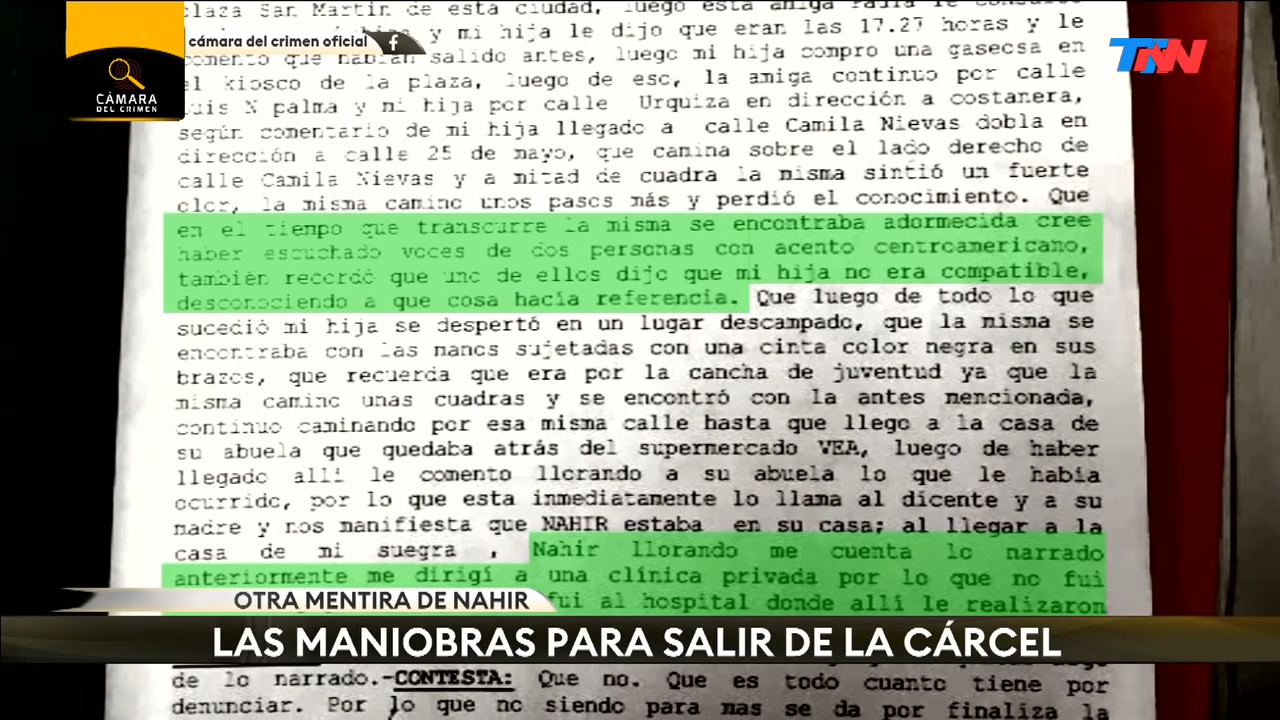 plaza San Martin de esta ciudad, luego esta amiga
y mi hija le dijo que eran las 17.27 horas y le
comento que habían salido antes, luego mi hija compro una gaseosa en
el kiosco de la plaza, luego de eso, la amiga continuo por calle
Luis N palma y mi hija por calle Urquiza en dirección a costanera,
según comentario de mi hija llegado a calle Camila Nievas dobla en
dirección a calle 25 de mayo, que camina sobre el lado derecho de
calle Camila Nievas y a mitad de cuadra la misma sintió un fuerte
olor, la misma camino unos pasos más y perdió el conocimiento. Que
en el tiempo que transcurre la misma se encontraba adormecida cree
haber escuchado voces de dos personas con acento centroamericano,
también recordó que uno de ellos dijo que mi hija no era compatible,
desconociendo a que cosa hacía referencia. Que luego de todo lo que
sucedió mi hija se despertó en un lugar descampado, que la misma se
encontraba con las manos sujetadas con una cinta color negra en sus
brazos, que recuerda que era por la cancha de juventud ya que la
misma camino unas cuadras y se encontró con la antes mencionada,
continuo caminando por esa misma calle hasta que llego a la casa de
su abuela que quedaba atrás del supermercado VEA, luego de haber
llegado allí le comento llorando a su abuela lo que le había
ocurrido, por lo que esta inmediatamente lo llama al dicente y a su
madre y nos manifiesta que NAHIR estaba en su casa; al llegar a la
casa de mi suegra , Nahir llorando me cuenta lo narrado
anteriormente me dirigí a una clínica privada por lo que no fui
fui al hospital donde allí le realizaron
de lo narrado.-CONTESTA: Que no. Que es todo cuanto tiene por
denunciar. Por lo que no siendo para mas se da por finaliza la
cámara del crimen oficial
f
CÁMARA
DEL CRIMEN
TN
OTRA MENTIRA DE NAHIR
LAS MANIOBRAS PARA SALIR DE LA CÁRCEL